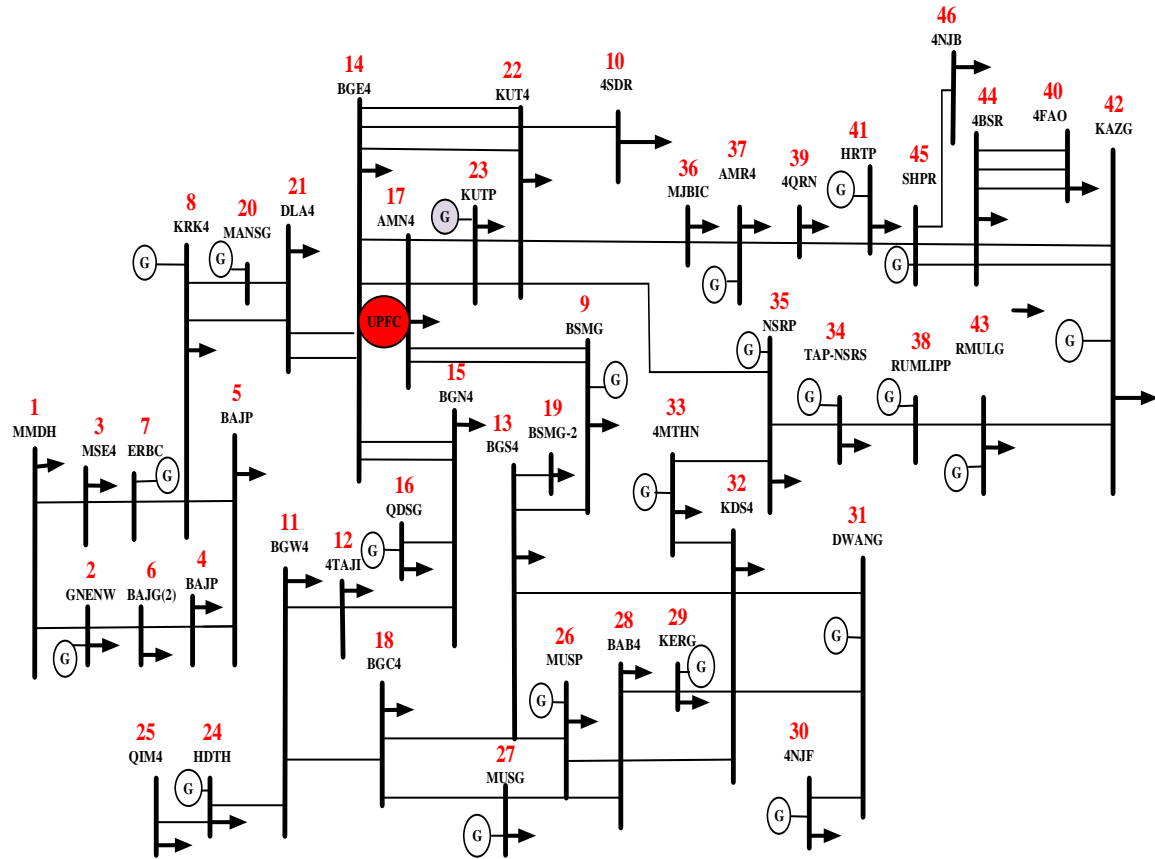 46
4NJB
14
BGE4
22
KUT4
10
4SDR
44
4BSR
40
4FAO
42
KAZG
41
HRTP
45
SHPR
37
AMR4
39
4QRN
36
MJBIC
23
KUTP
17
AMN4
21
DLA4
20
MANSG
8
KRK4
G
G
G
G
G
G
UPFC
9
BSMG
35
NSRP
34
TAP-NSRS
38
RUMLIPP
43
RMULG
G
G
G
G
G
G
15
BGN4
13
BGS4
19
BSMG-2
33
4MTHN
5
BAJP
1
MMDH
3
MSE4
7
ERBC
G
G
G
16
QDSG
32
KDS4
31
DWANG
11
BGW4
12
4TAJI
G
4
BAJP
2
GNENW
6
BAJG(2)
G
18
BGC4
26
MUSP
28
BAB4
29
KERG
G
G
G
25
QIM4
24
HDTH
27
MUSG
30
4NJF
G
G
G